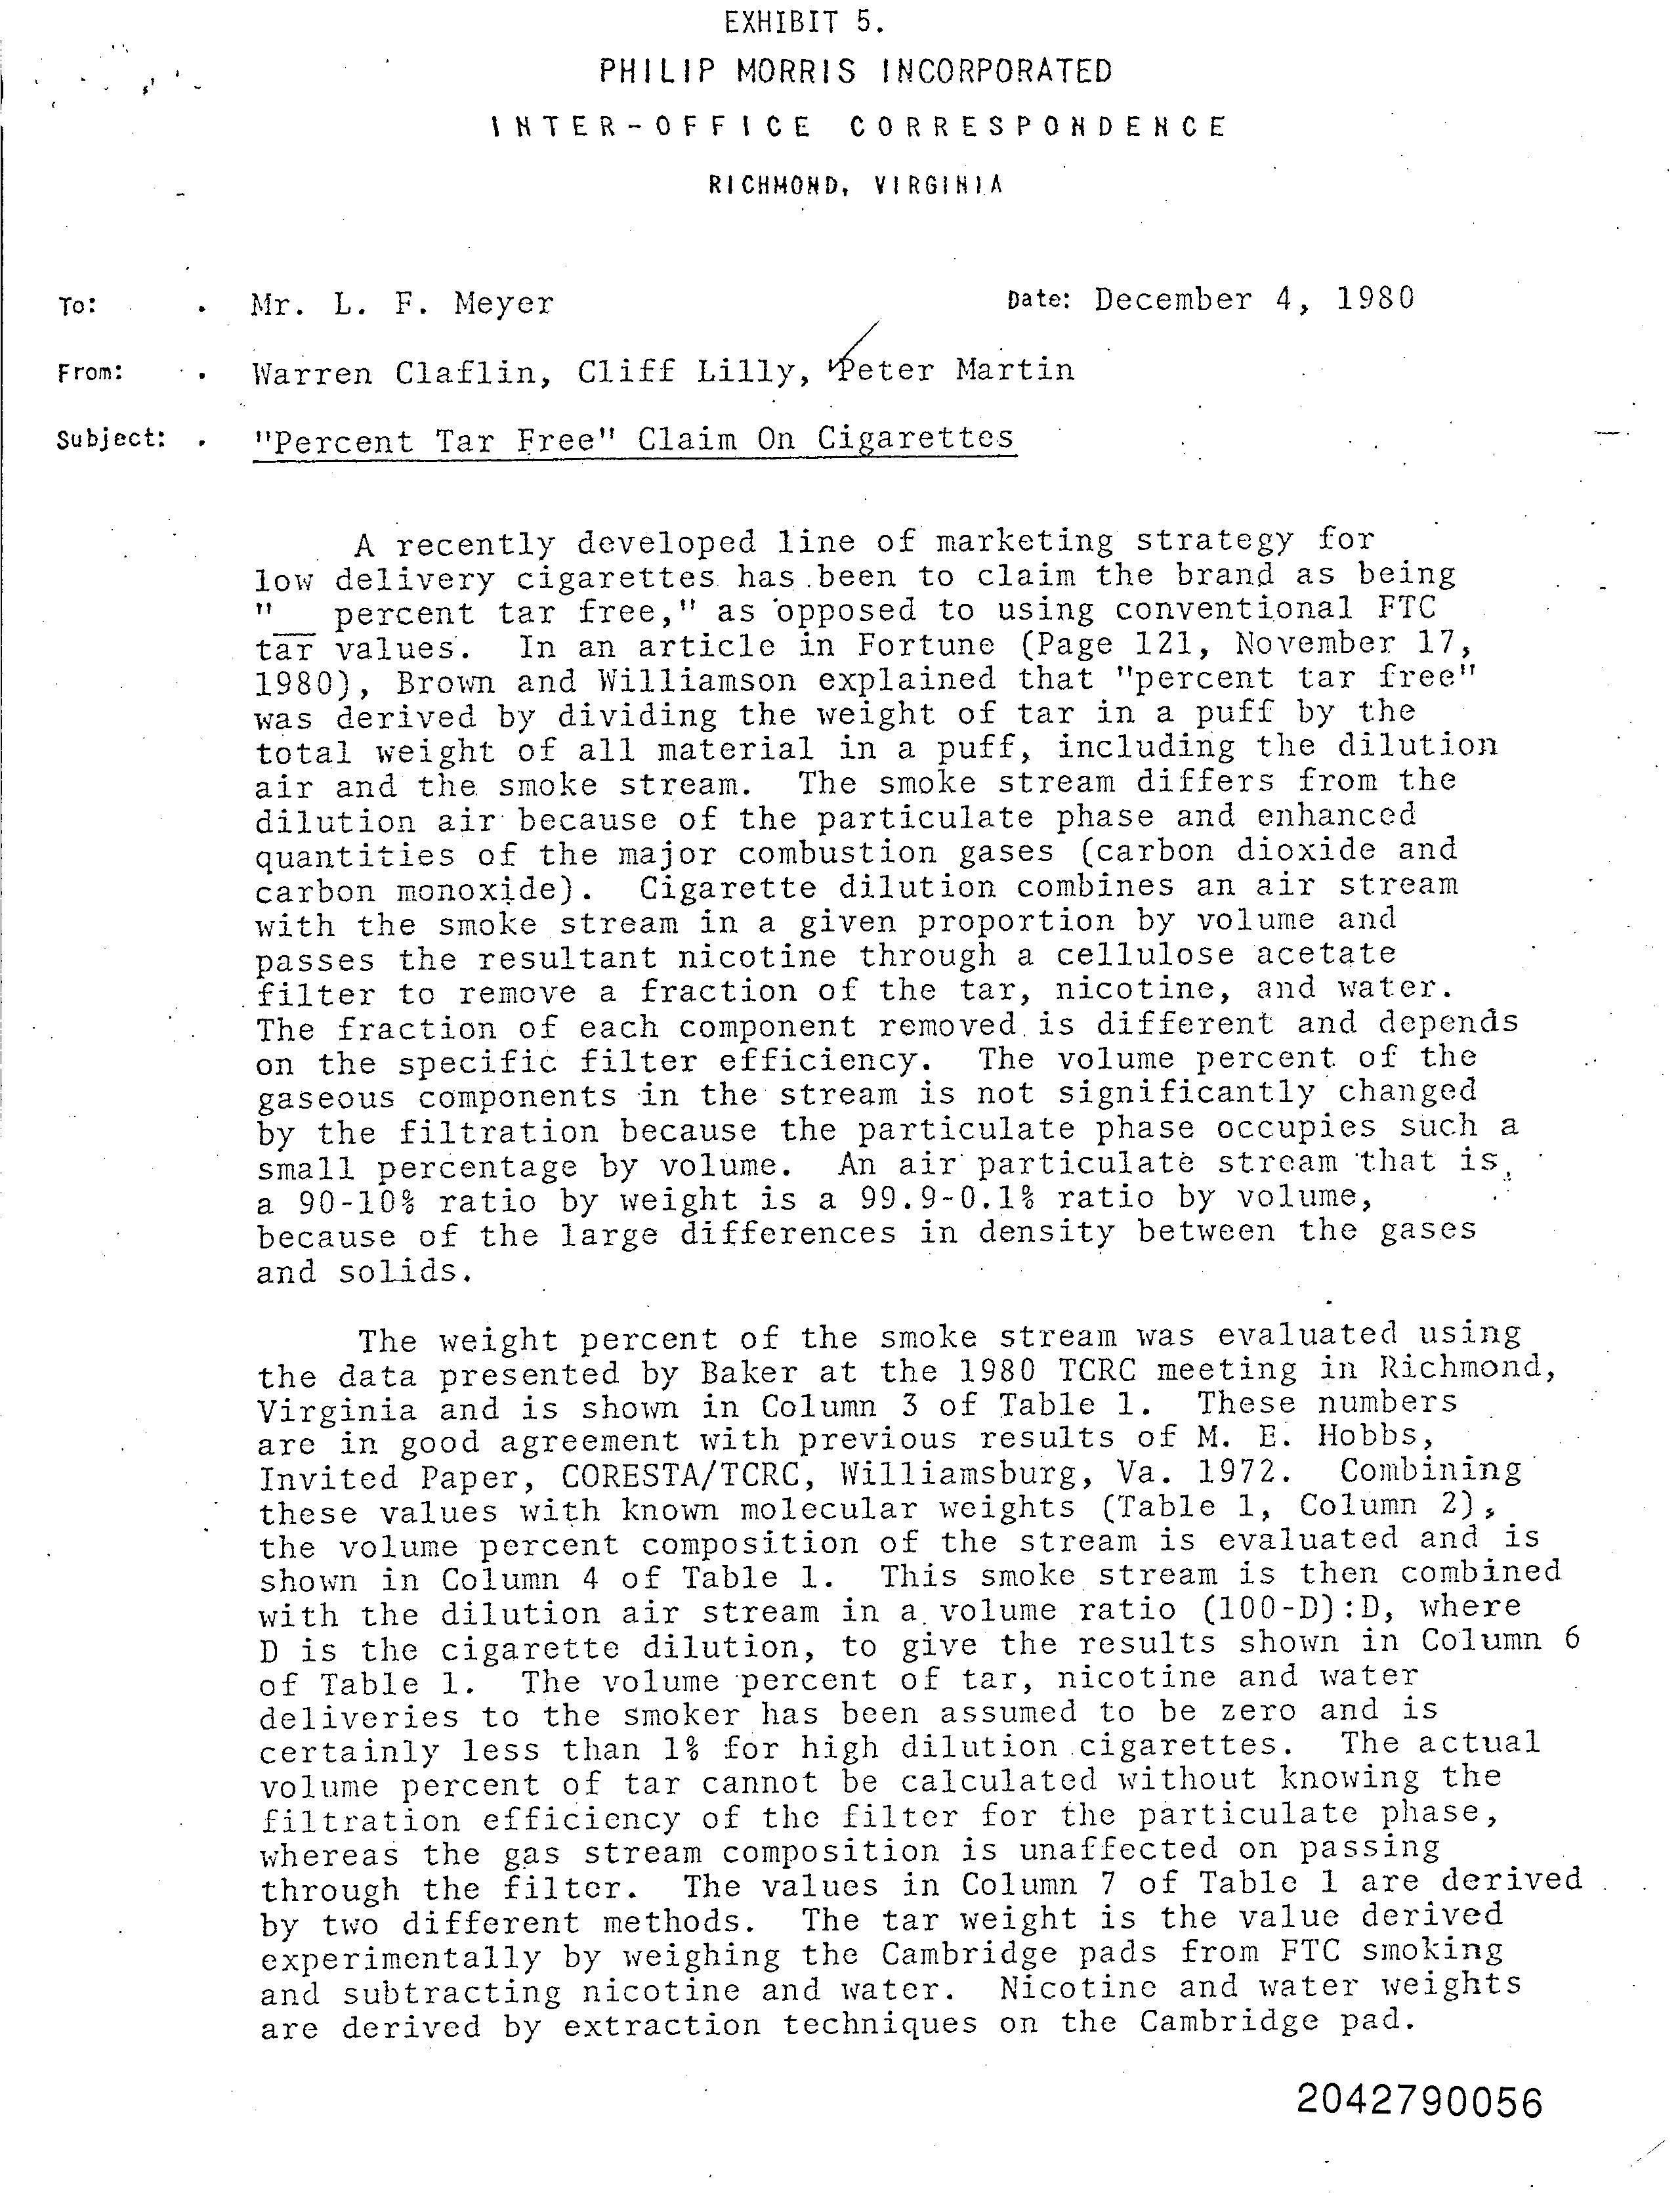 EXHIBIT 5.
PHILIP MORRIS INCORPORATED
INTER-OFFICE CORRESPONDENCE
RICHMOND, VIRGINIA
To: . Mr. L. F. Meyer Date: December 4, 1980
From: . Warren Claflin, Cliff Lilly, Peter Martin
Subject: . "Percent Tar Free" Claim On Cigarettes
A recently developed line of marketing strategy for
low delivery cigarettes has been to claim the brand as being
"__ percent tar free," as opposed to using conventional FTC
tar values. In an article in Fortune (Page 121, November 17,
1980), Brown and Williamson explained that "percent tar free"
was derived by dividing the weight of tar in a puff by the
total weight of all material in a puff, including the dilution
air and the smoke stream. The smoke stream differs from the
dilution air because of the particulate phase and enhanced
quantities of the major combustion gases (carbon dioxide and
carbon monoxide). Cigarette dilution combines an air stream
with the smoke stream in a given proportion by volume and
passes the resultant nicotine through a cellulose acetate
filter to remove a fraction of the tar, nicotine, and water.
The fraction of each component removed is different and depends
on the specific filter efficiency. The volume percent of the
gaseous components in the stream is not significantly changed
by the filtration because the particulate phase occupies such a
small percentage by volume. An air particulate stream that is
a 90-10% ratio by weight is a 99.9-0.1% ratio by volume,
because of the large differences in density between the gases
and solids.
The weight percent of the smoke stream was evaluated using
the data presented by Baker at the 1980 TCRC meeting in Richmond,
Virginia and is shown in Column 3 of Table 1. These numbers
are in good agreement with previous results of M. E. Hobbs,
Invited Paper, CORESTA/TCRC, Williamsburg, Va. 1972. Combining
these values with known molecular weights (Table 1, Column 2),
the volume percent composition of the stream is evaluated and is
shown in Column 4 of Table 1. This smoke stream is then combined
with the dilution air stream in a volume ratio (100-D):D, where
D is the cigarette dilution, to give the results shown in Column 6
of Table 1. The volume percent of tar, nicotine and water
deliveries to the smoker has been assumed to be zero and is
certainly less than 1% for high dilution cigarettes. The actual
volume percent of tar cannot be calculated without knowing the
filtration efficiency of the filter for the particulate phase,
whereas the gas stream composition is unaffected on passing
through the filter. The values in Column 7 of Table 1 are derived
by two different methods. The tar weight is the value derived
experimentally by weighing the Cambridge pads from FTC smoking
and subtracting nicotine and water. Nicotine and water weights
are derived by extraction techniques on the Cambridge pad.
2042790056